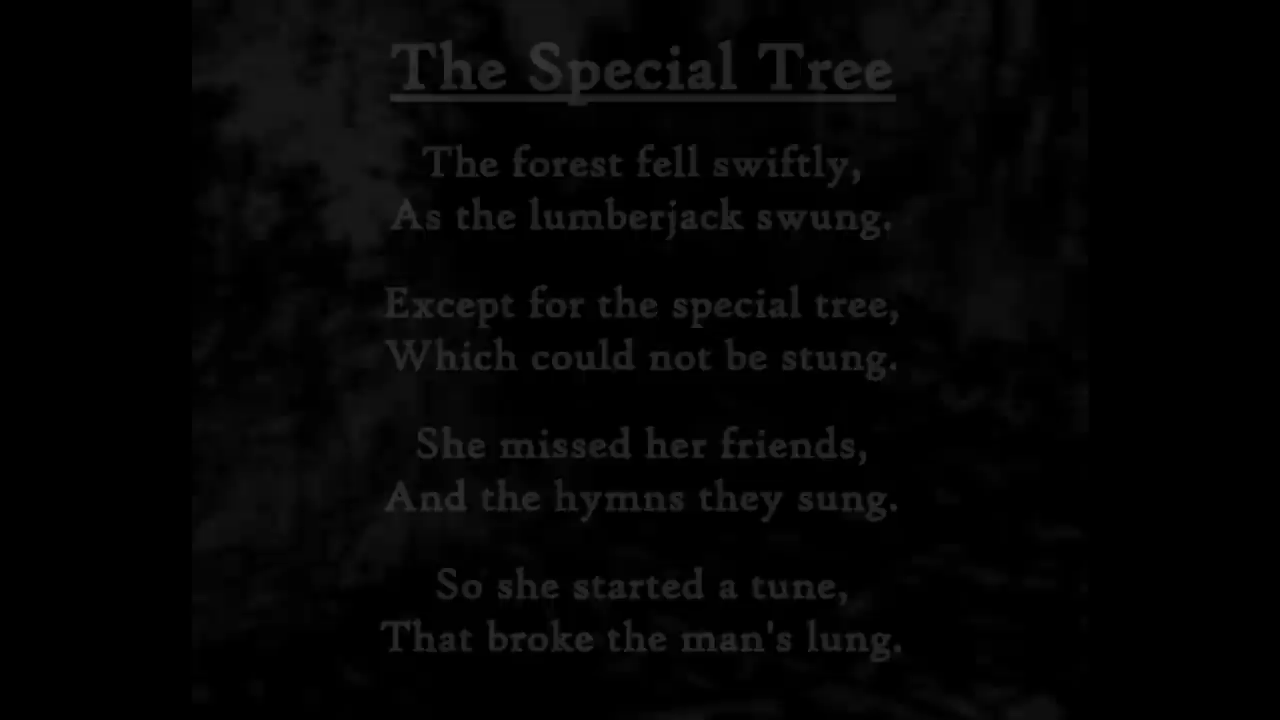 The Special Tree
The forest fell swiftly,
As the lumberjack swung.
Except for the special tree,
Which could not be stung.
She missed her friends,
And the hymns they sung.
So she started a tune,
That broke the man's lung.